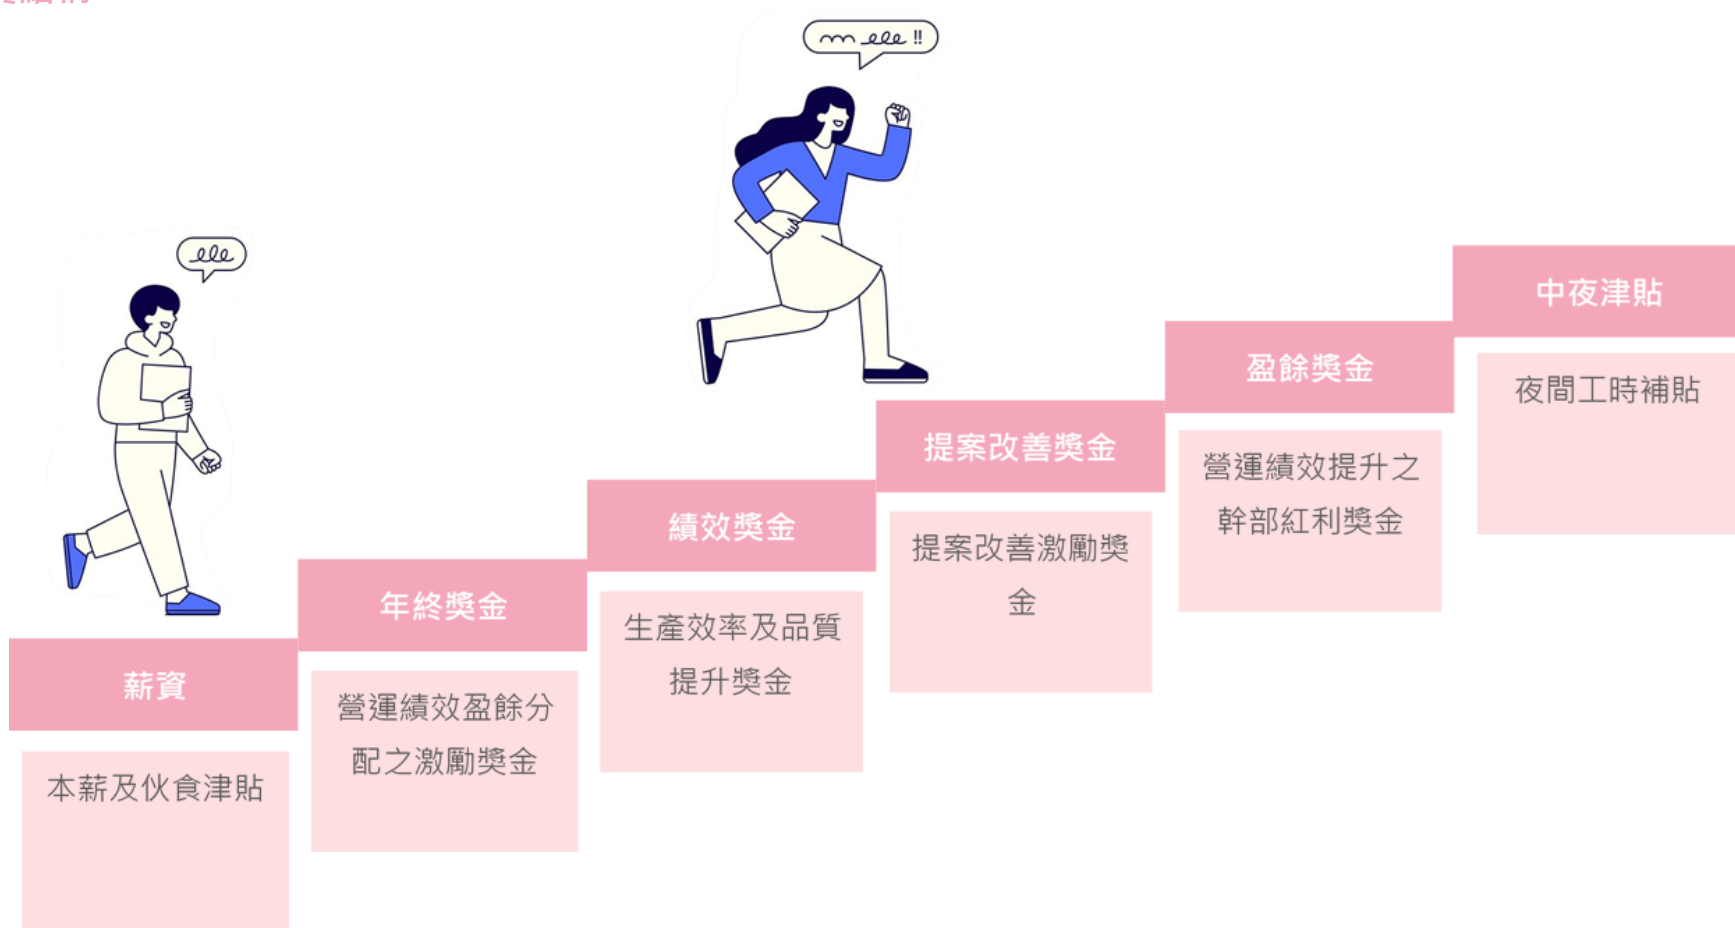 薪資
本薪及伙食津貼
年終獎金
營運績效盈餘分
配之激勵獎金
績效獎金
生產效率及品質
提升獎金
提案改善獎金
提案改善激勵獎
金
盈餘獎金
營運績效提升之
幹部紅利獎金
中夜津貼
夜間工時補貼